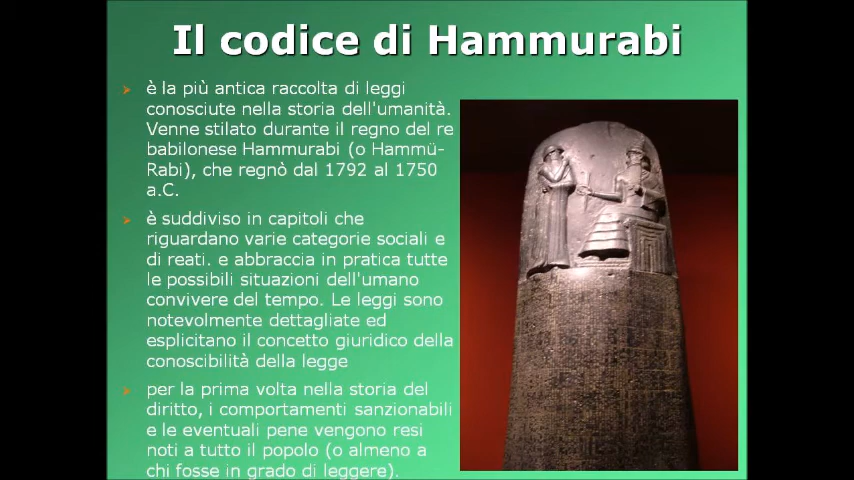 Il codice di Hammurabi
è la più antica raccolta di leggi
conosciute nella storia dell'umanità.
Venne stilato durante il regno del re
babilonese Hammurabi (o Hammü-
Rabi), che regnò dal 1792 al 1750
a.C.
è suddiviso in capitoli che
riguardano varie categorie sociali e
di reati. e abbraccia in pratica tutte
le possibili situazioni dell'umano
convivere del tempo. Le leggi sono
notevolmente dettagliate ed
esplicitano il concetto giuridico della
conoscibilità della legge
per la prima volta nella storia del
diritto, i comportamenti sanzionabili
e le eventuali pene vengono resi
noti a tutto il popolo (o almeno a
chi fosse in grado di leggere).